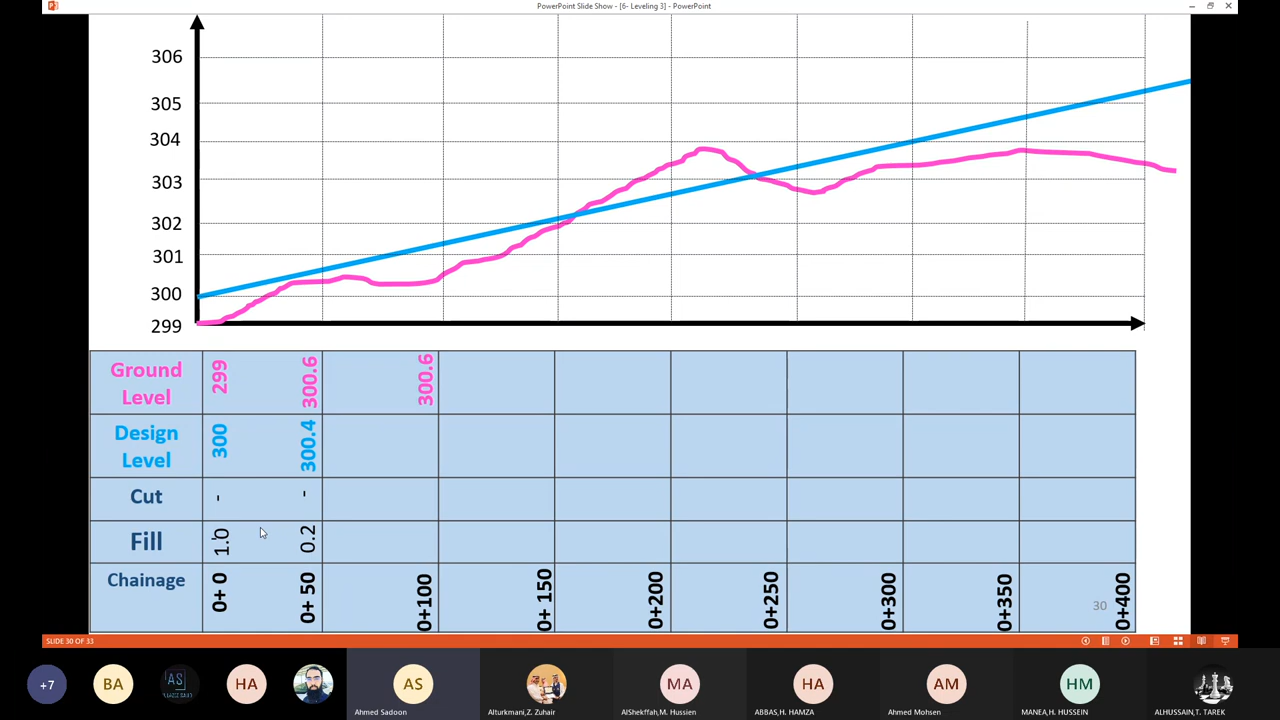 PowerPoint Slide Show - [6- Leveling 3] - PowerPoint
306
305
304
303
302
301
300
299
Ground Level 299 300.6 300.6
Design Level 300 300.4
Cut - -
Fill 1.0 0.2
Chainage 0+ 0 0+ 50 0+100 0+ 150 0+200 0+250 0+300 0+350 0+400
30
SLIDE 30 OF 33
+7 BA AS HA AS MA HA AM HM
Ahmed Sadoon Alturkmani,Z. Zuhair AlShekffah,M. Hussien ABBAS,H. HAMZA Ahmed Mohsen MANEA,H. HUSSEIN ALHUSSAIN,T. TAREK